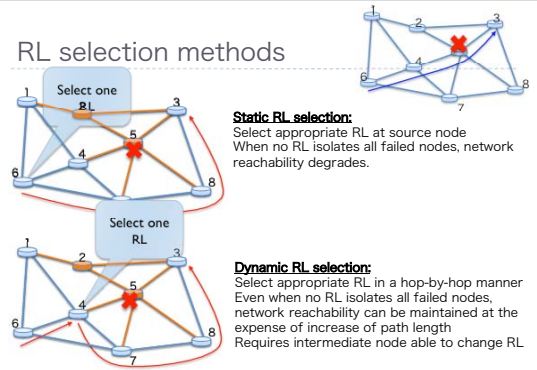 RL selection methods
1
2
3
4
6
7
8
Select one
RL
1
3
5
4
6
8
Static RL selection:
Select appropriate RL at source node
When no RL isolates all failed nodes, network
reachability degrades.
Select one
RL
1
2
3
5
4
6
8
7
Dynamic RL selection:
Select appropriate RL in a hop-by-hop manner
Even when no RL isolates all failed nodes,
network reachability can be maintained at the
expense of increase of path length
Requires intermediate node able to change RL